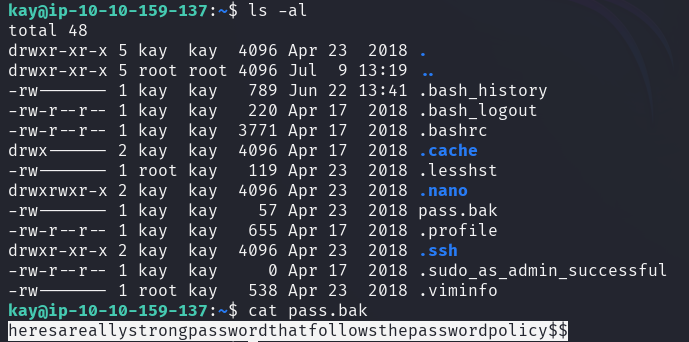 kay@ip-10-10-159-137:~$ ls -al
total 48
drwxr-xr-x 5 kay  kay  4096 Apr 23  2018 .
drwxr-xr-x 5 root root 4096 Jul  9 13:19 ..
-rw------- 1 kay  kay   789 Jun 22 13:41 .bash_history
-rw-r--r-- 1 kay  kay   220 Apr 17  2018 .bash_logout
-rw-r--r-- 1 kay  kay  3771 Apr 17  2018 .bashrc
drwx------ 2 kay  kay  4096 Apr 17  2018 .cache
-rw------- 1 root kay   119 Apr 23  2018 .lesshst
drwxrwxr-x 2 kay  kay  4096 Apr 23  2018 .nano
-rw------- 1 kay  kay    57 Apr 23  2018 pass.bak
-rw-r--r-- 1 kay  kay   655 Apr 17  2018 .profile
drwxr-xr-x 2 kay  kay  4096 Apr 23  2018 .ssh
-rw-r--r-- 1 kay  kay     0 Apr 17  2018 .sudo_as_admin_successful
-rw------- 1 root kay   538 Apr 23  2018 .viminfo
kay@ip-10-10-159-137:~$ cat pass.bak
heresareallystrongpasswordthatfollowsthepasswordpolicy$$